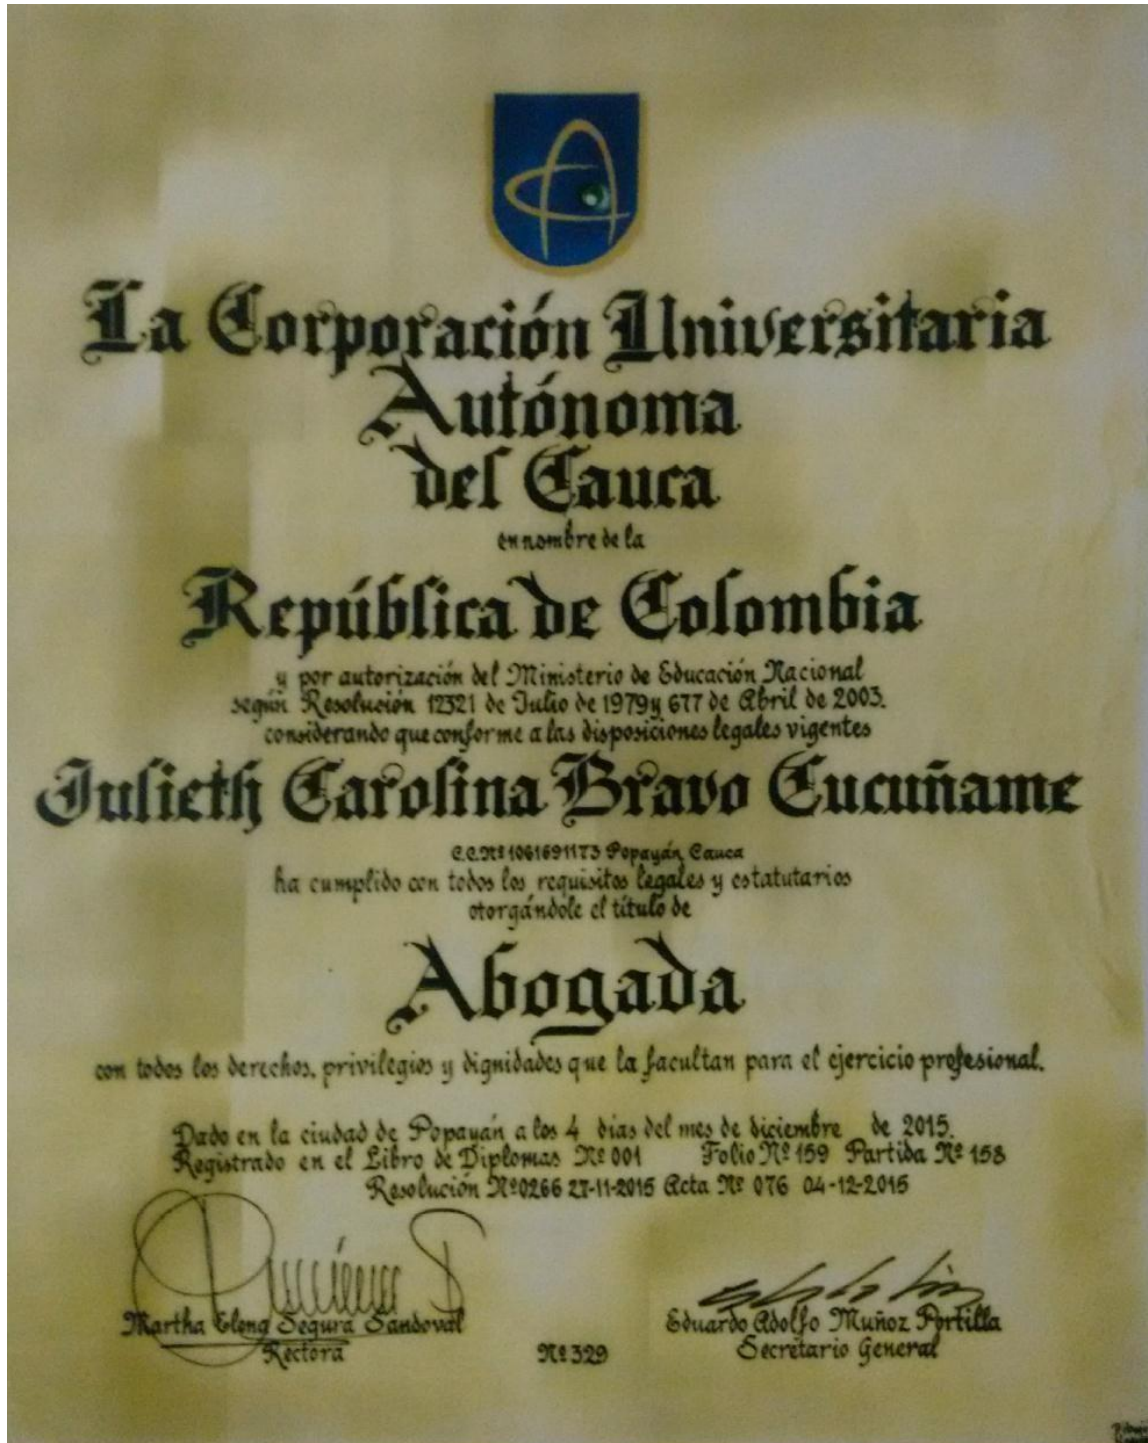 La Corporación Universitaria
Autónoma
del Cauca
en nombre de la
República de Colombia
y por autorización del Ministerio de Educación Nacional
según Resolución 12321 de Julio de 1979 y 677 de Abril de 2003.
considerando que conforme a las disposiciones legales vigentes
Julieth Carolina Bravo Cucuñame
C.C. Nº 1061691173 Popayán, Cauca
ha cumplido con todos los requisitos legales y estatutarios
otorgándole el título de
Abogada
con todos los derechos, privilegios y dignidades que la facultan para el ejercicio profesional.
Dado en la ciudad de Popayán a los 4 días del mes de diciembre de 2015.
Registrado en el Libro de Diplomas Nº 001 Folio Nº 159 Partida Nº 158
Resolución Nº 0266 27-11-2015 Acta Nº 076 04-12-2015
Martha Elena Segura Sandoval Eduardo Adolfo Muñoz Portilla
Rectora Nº 329 Secretario General